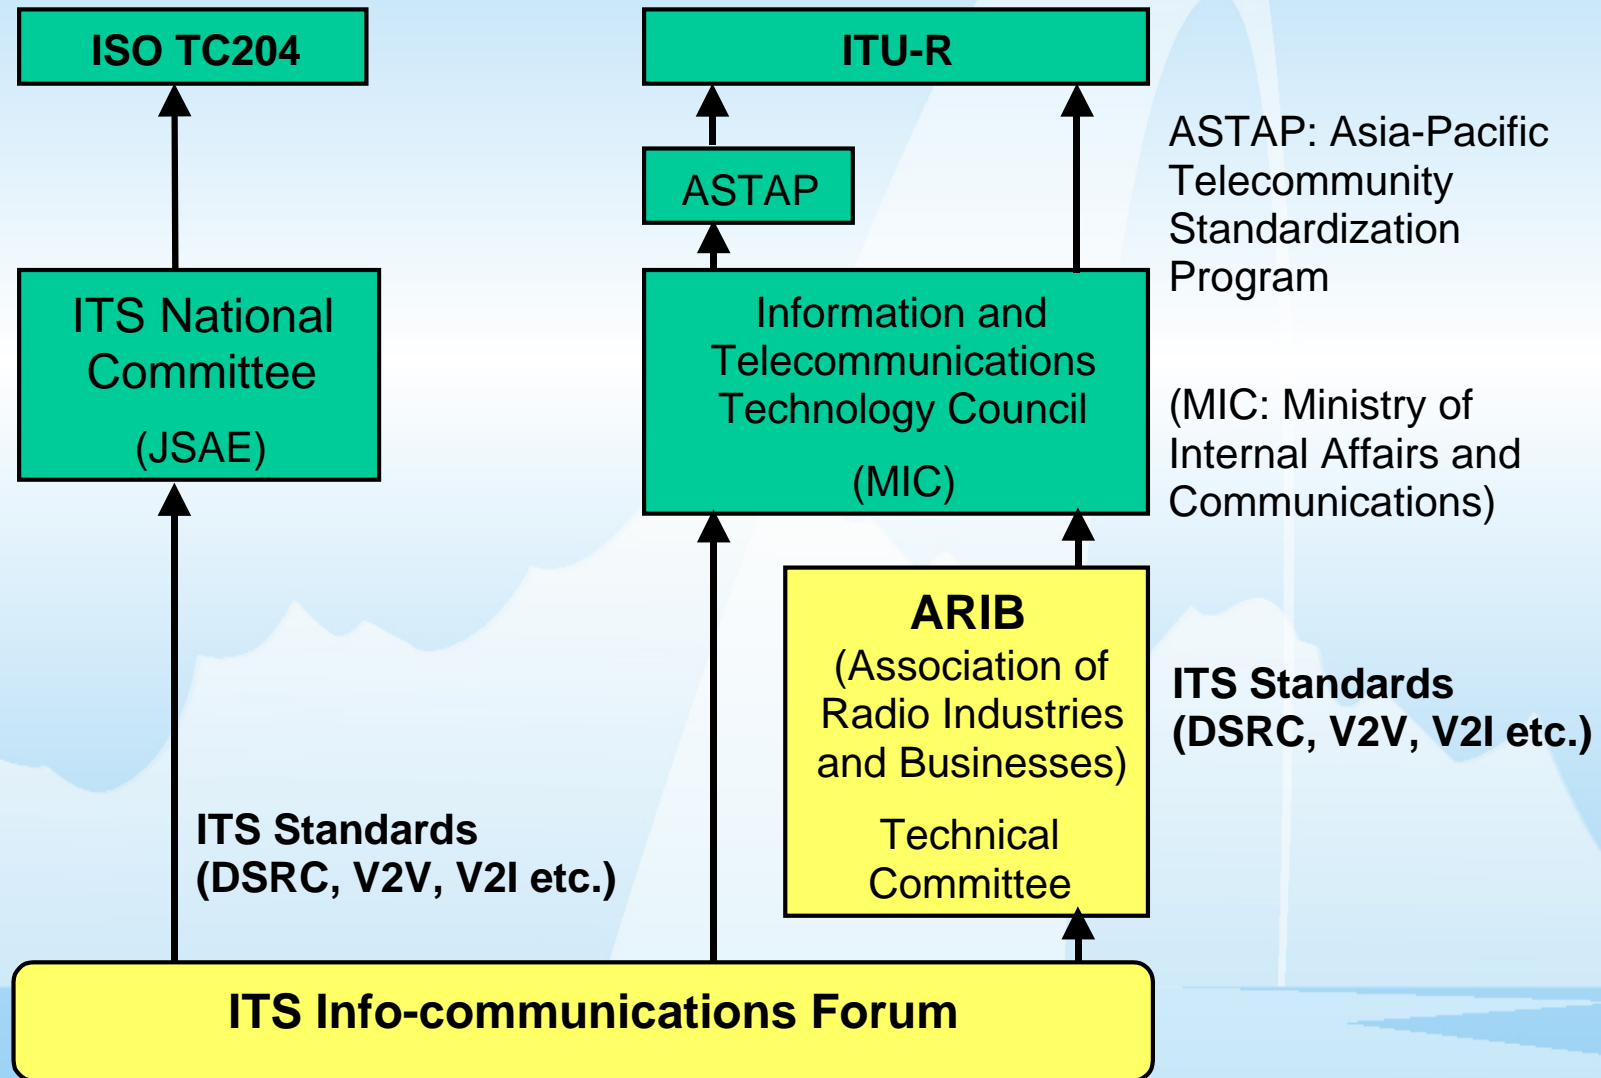 ISO TC204
ITU-R
ASTAP
ASTAP: Asia-Pacific
Telecommunity
Standardization
Program
ITS National
Committee
(JSAE)
Information and
Telecommunications
Technology Council
(MIC)
(MIC: Ministry of
Internal Affairs and
Communications)
ARIB
(Association of
Radio Industries
and Businesses)
Technical
Committee
ITS Standards
(DSRC, V2V, V2I etc.)
ITS Standards
(DSRC, V2V, V2I etc.)
ITS Info-communications Forum